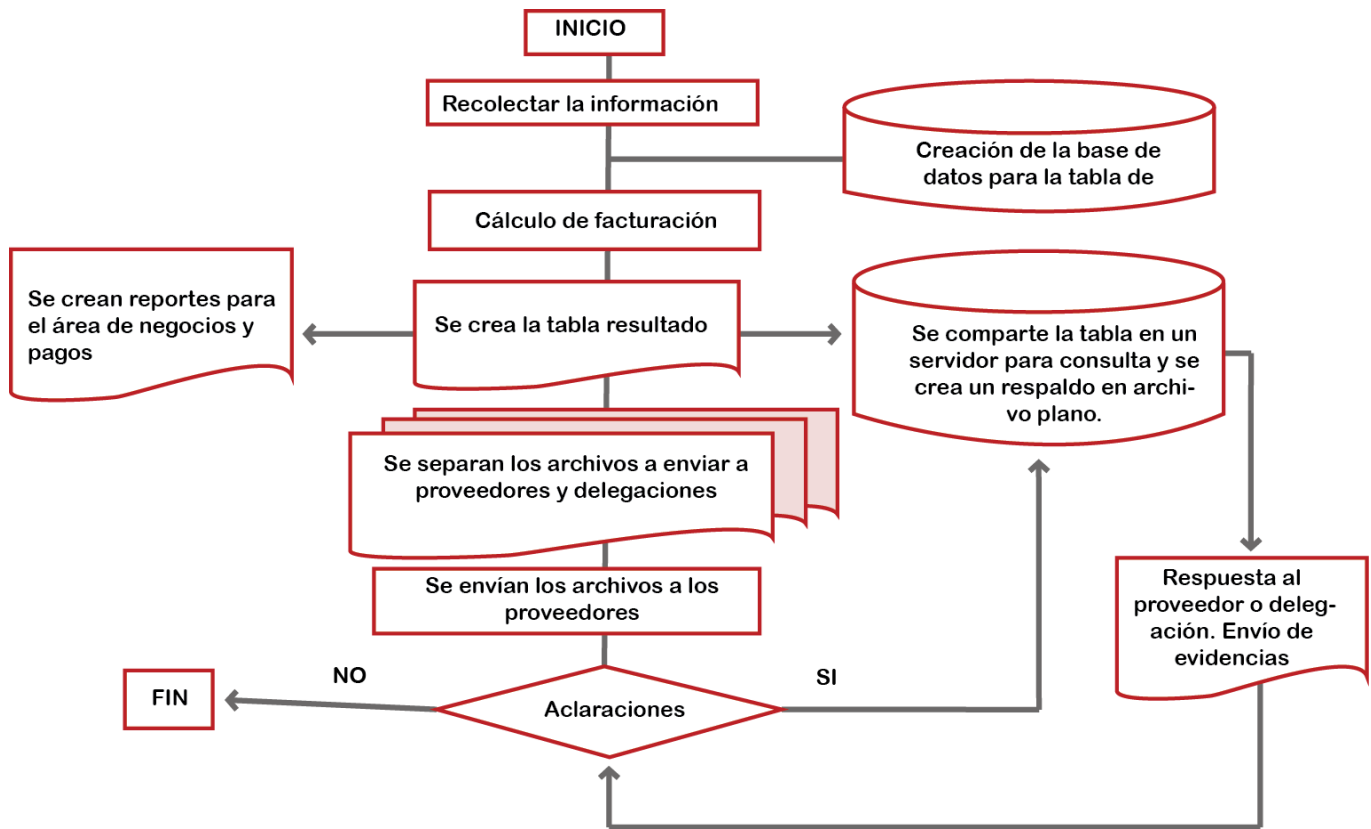 INICIO
Recolectar la información
Creación de la base de
datos para la tabla de
Cálculo de facturación
Se crean reportes para
el área de negocios y
pagos
Se crea la tabla resultado
Se comparte la tabla en un
servidor para consulta y se
crea un respaldo en archi-
vo plano.
Se separan los archivos a enviar a
proveedores y delegaciones
Se envían los archivos a los
proveedores
Respuesta al
proveedor o deleg-
ación. Envío de
evidencias
NO
SI
FIN
Aclaraciones